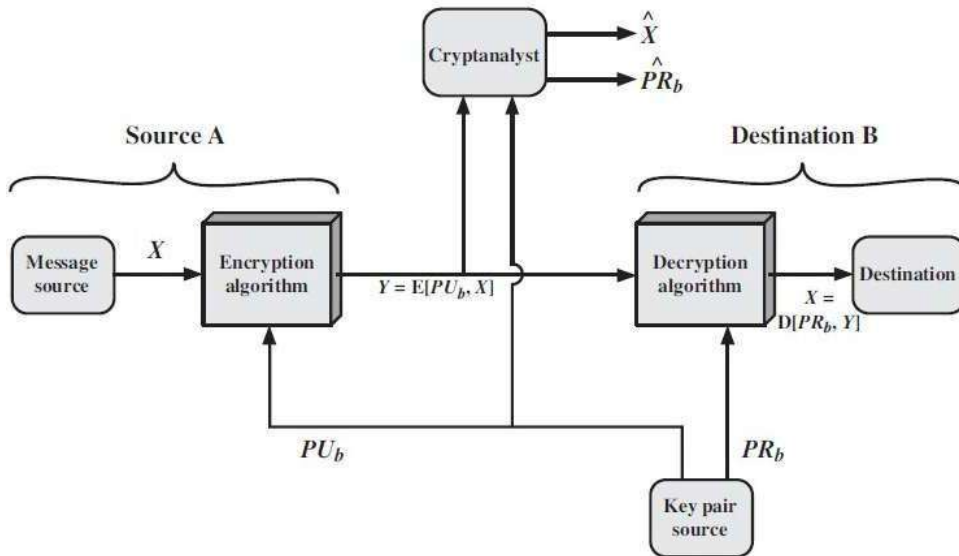 X̂
Cryptanalyst
P̂R_b
Source A
Destination B
Message
source
X
Encryption
algorithm
Y = E[PU_b, X]
Decryption
algorithm
Destination
X =
D[PR_b, Y]
PU_b
PR_b
Key pair
source